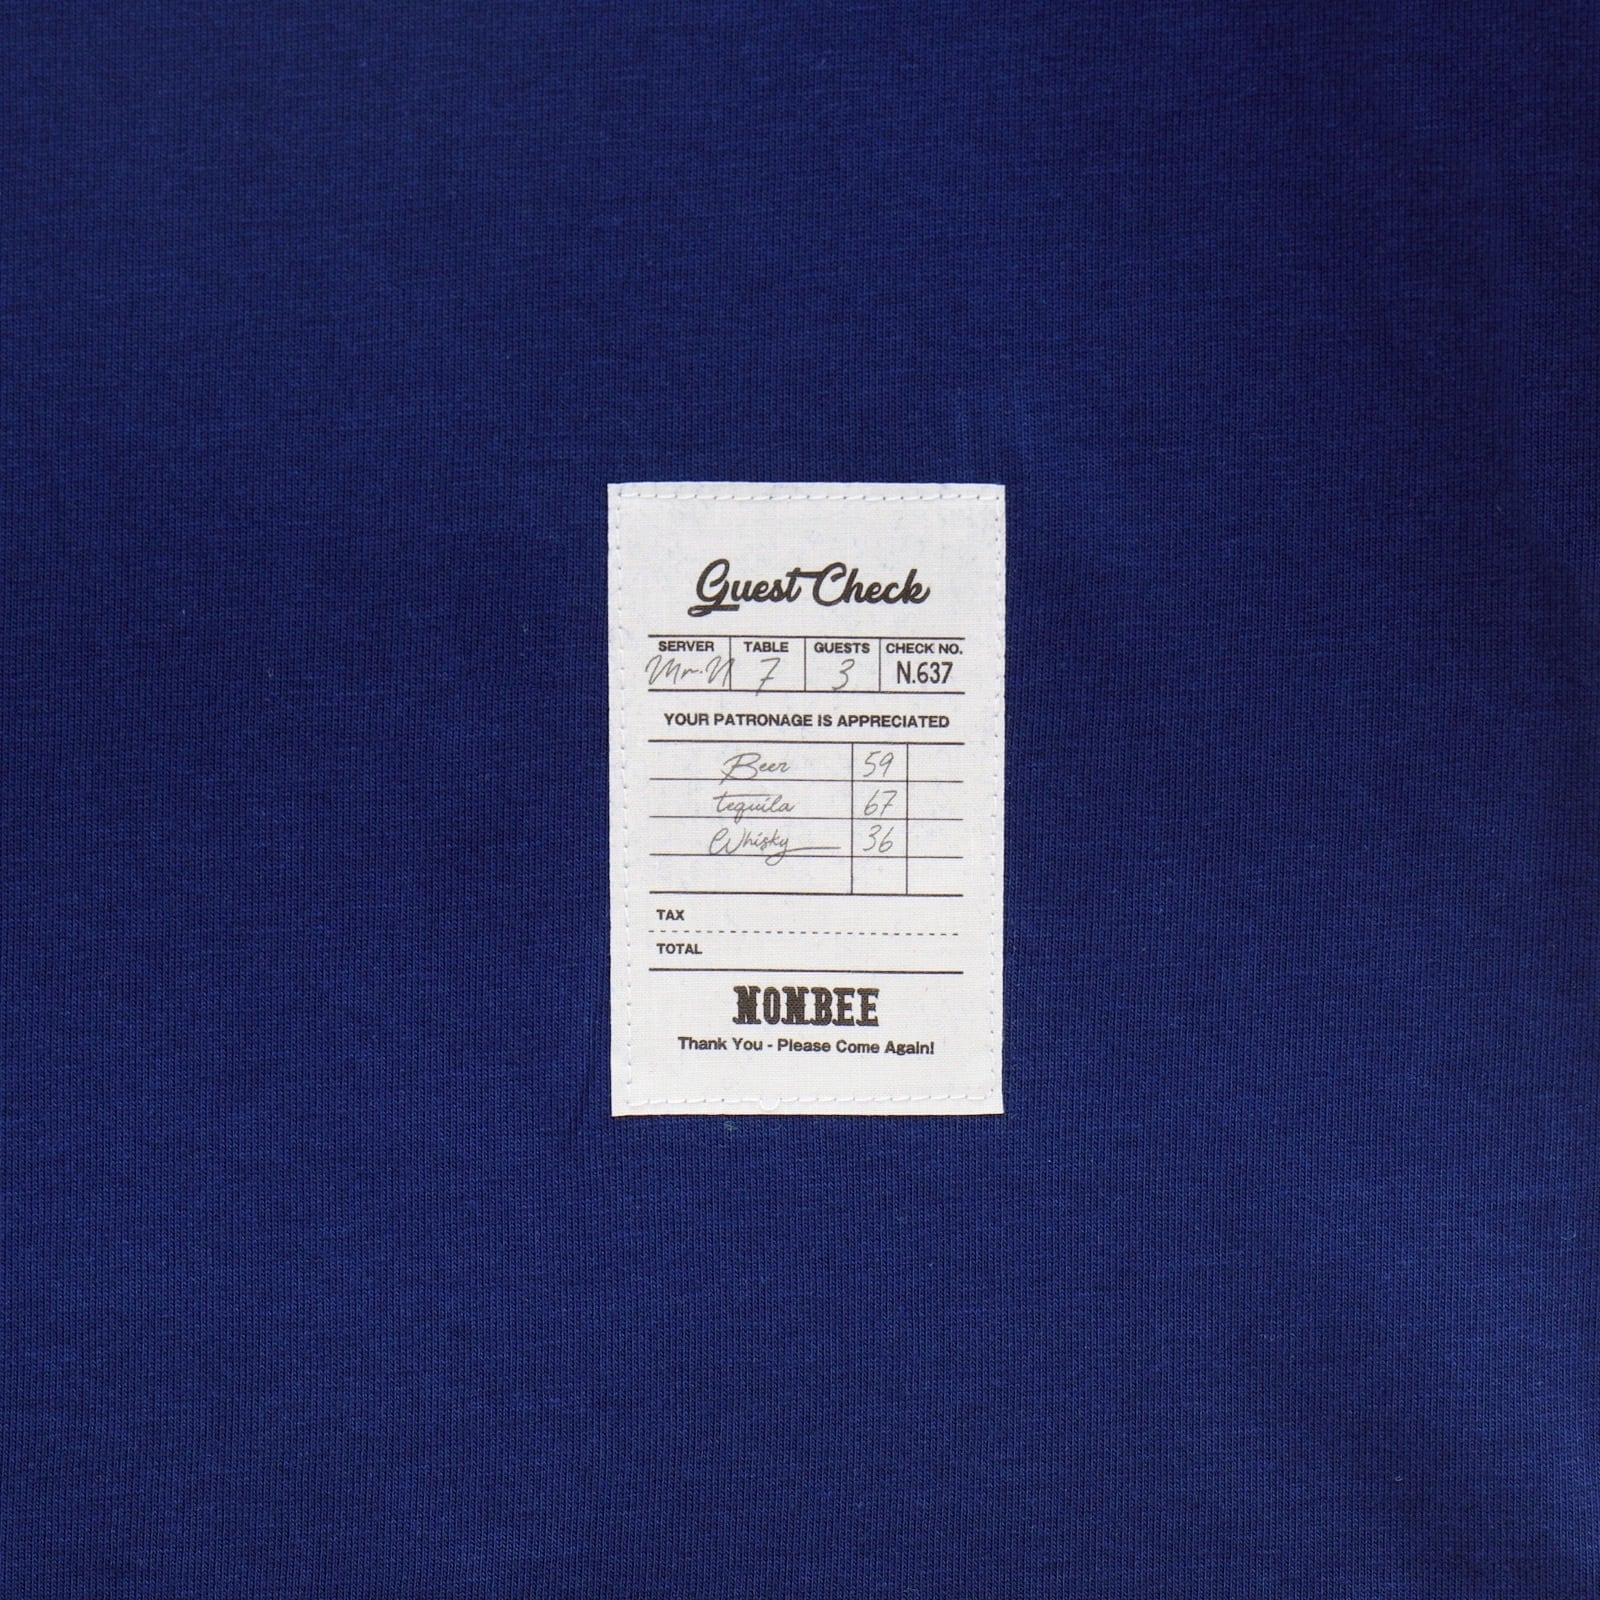 Guest Check
SERVER TABLE GUESTS CHECK NO.
Mr.N 7 3 N.637
YOUR PATRONAGE IS APPRECIATED
Beer 59
tequila 67
Whisky 36
TAX
TOTAL
NONBEE
Thank You - Please Come Again!